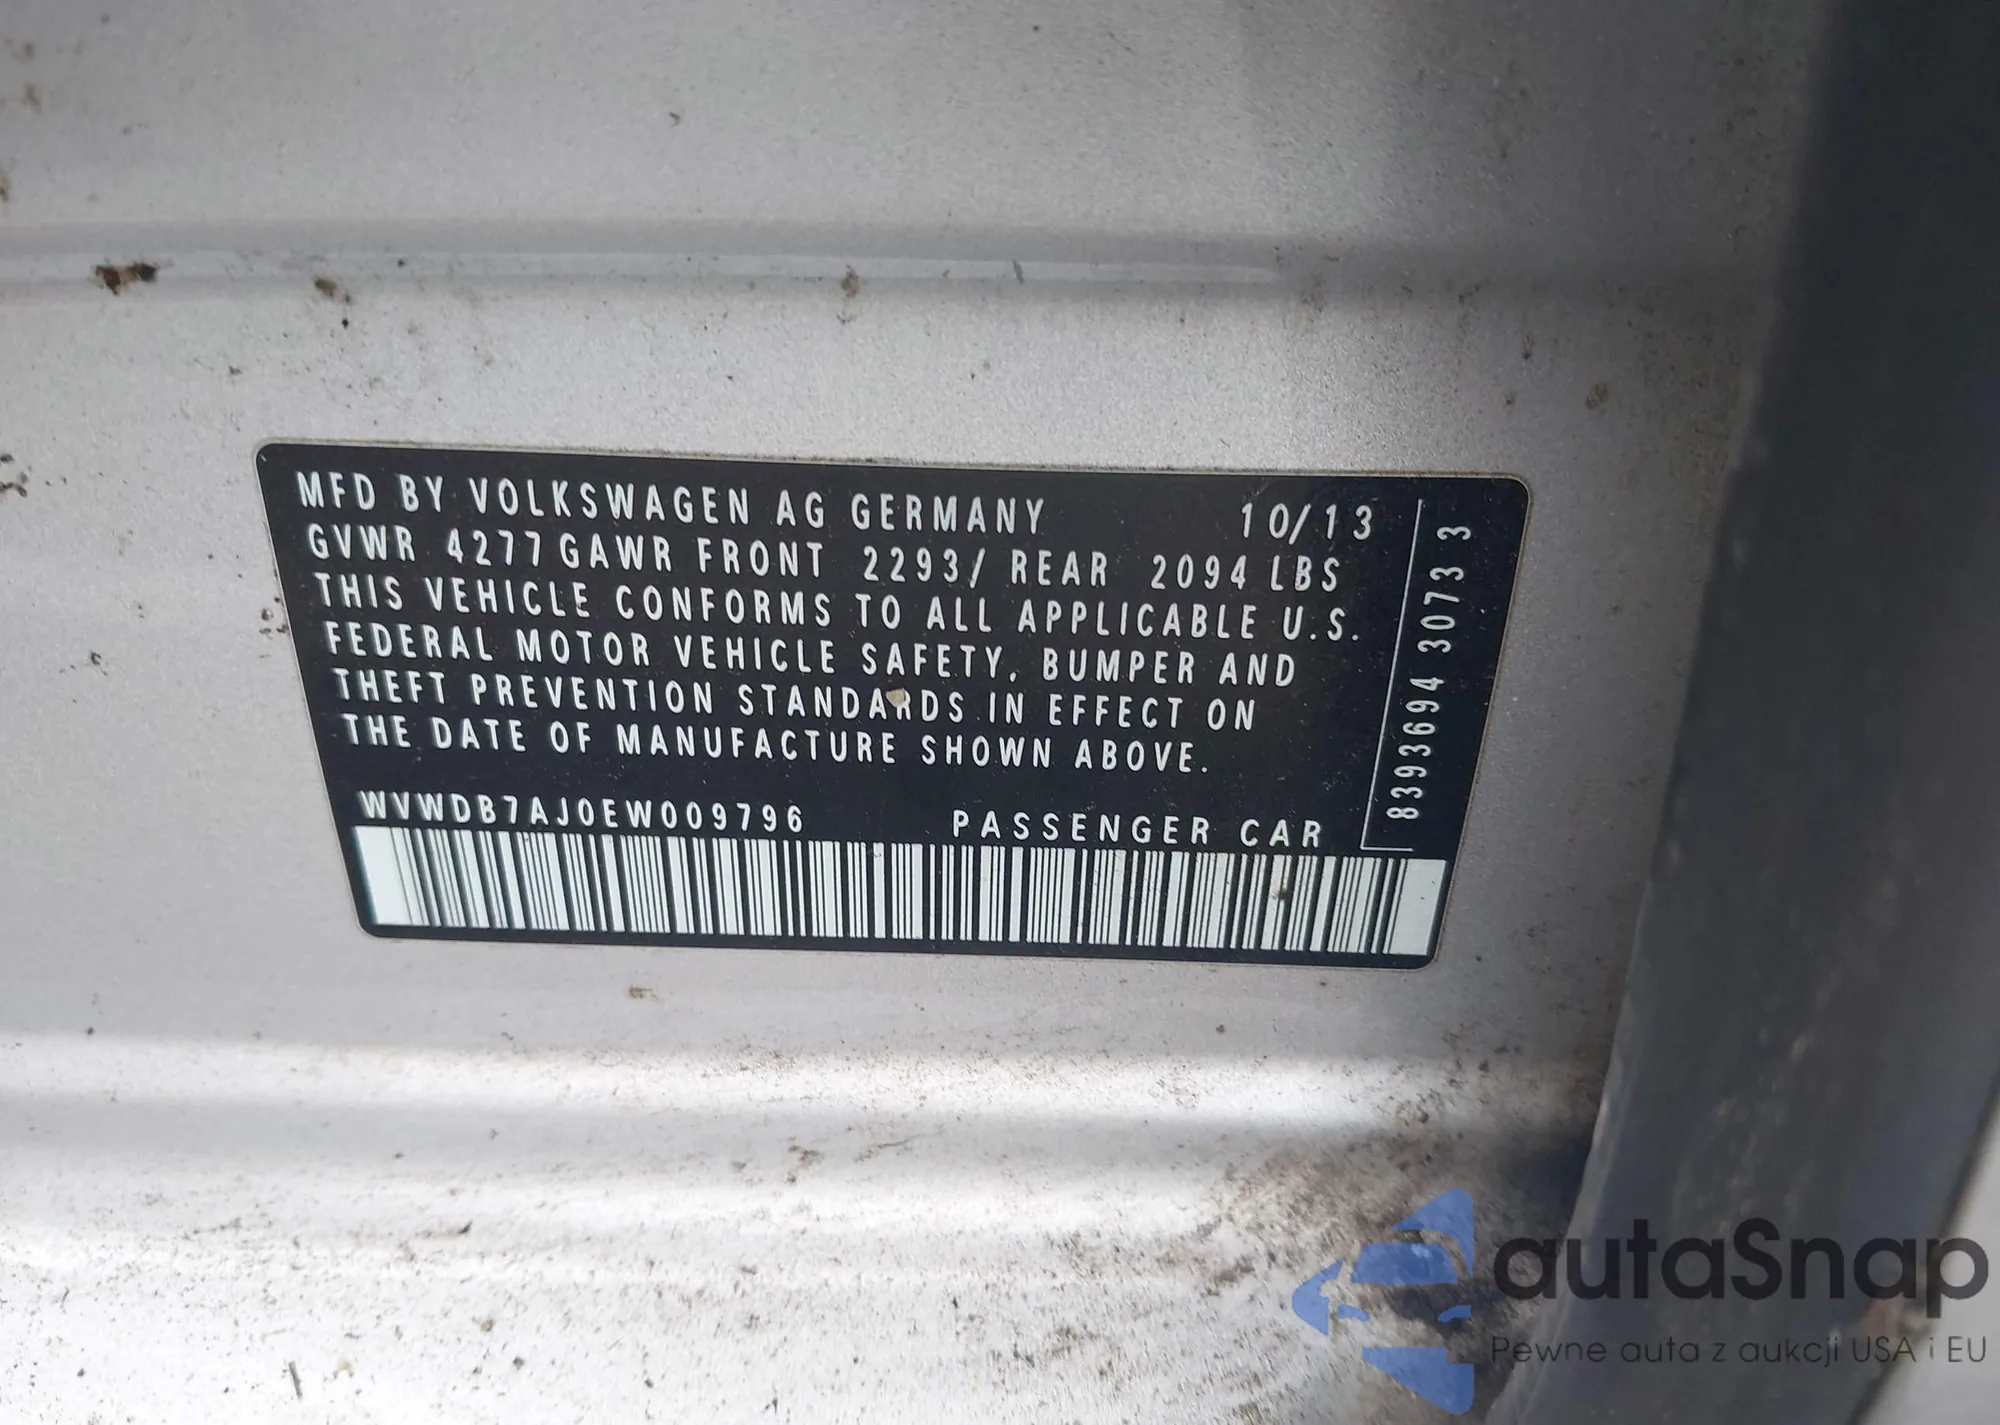 MFD BY VOLKSWAGEN AG GERMANY 10/13
GVWR 4277 GAWR FRONT 2293/ REAR 2094 LBS
THIS VEHICLE CONFORMS TO ALL APPLICABLE U.S.
FEDERAL MOTOR VEHICLE SAFETY, BUMPER AND
THEFT PREVENTION STANDARDS IN EFFECT ON
THE DATE OF MANUFACTURE SHOWN ABOVE.
WVWDB7AJ0EW009796 PASSENGER CAR
8393694 3073 3
autaSnap
Pewne auta z aukcji USA i EU